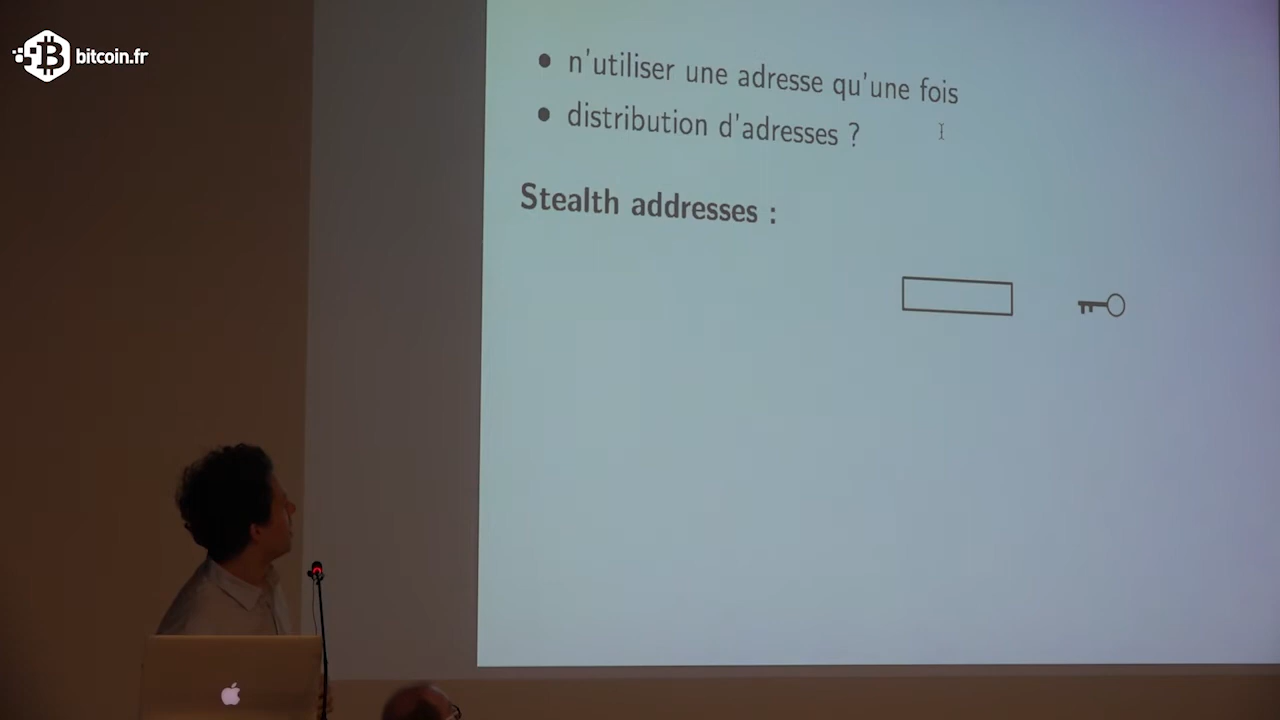 bitcoin.fr
• n'utiliser une adresse qu'une fois
• distribution d'adresses ?
Stealth addresses :